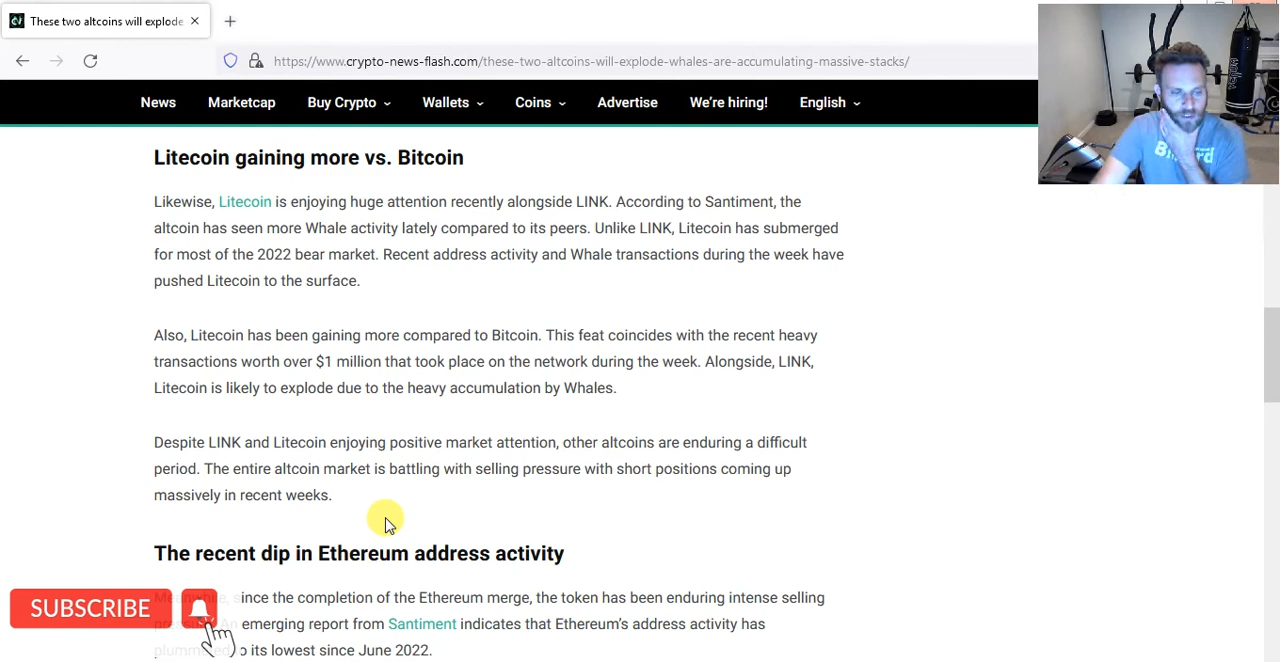 These two altcoins will explode
https://www.crypto-news-flash.com/these-two-altcoins-will-explode-whales-are-accumulating-massive-stacks/
News Marketcap Buy Crypto Wallets Coins Advertise We're hiring! English
Litecoin gaining more vs. Bitcoin
Likewise, Litecoin is enjoying huge attention recently alongside LINK. According to Santiment, the
altcoin has seen more Whale activity lately compared to its peers. Unlike LINK, Litecoin has submerged
for most of the 2022 bear market. Recent address activity and Whale transactions during the week have
pushed Litecoin to the surface.
Also, Litecoin has been gaining more compared to Bitcoin. This feat coincides with the recent heavy
transactions worth over $1 million that took place on the network during the week. Alongside, LINK,
Litecoin is likely to explode due to the heavy accumulation by Whales.
Despite LINK and Litecoin enjoying positive market attention, other altcoins are enduring a difficult
period. The entire altcoin market is battling with selling pressure with short positions coming up
massively in recent weeks.
The recent dip in Ethereum address activity
Meanwhile, since the completion of the Ethereum merge, the token has been enduring intense selling
An emerging report from Santiment indicates that Ethereum's address activity has
plummeted to its lowest since June 2022.
SUBSCRIBE